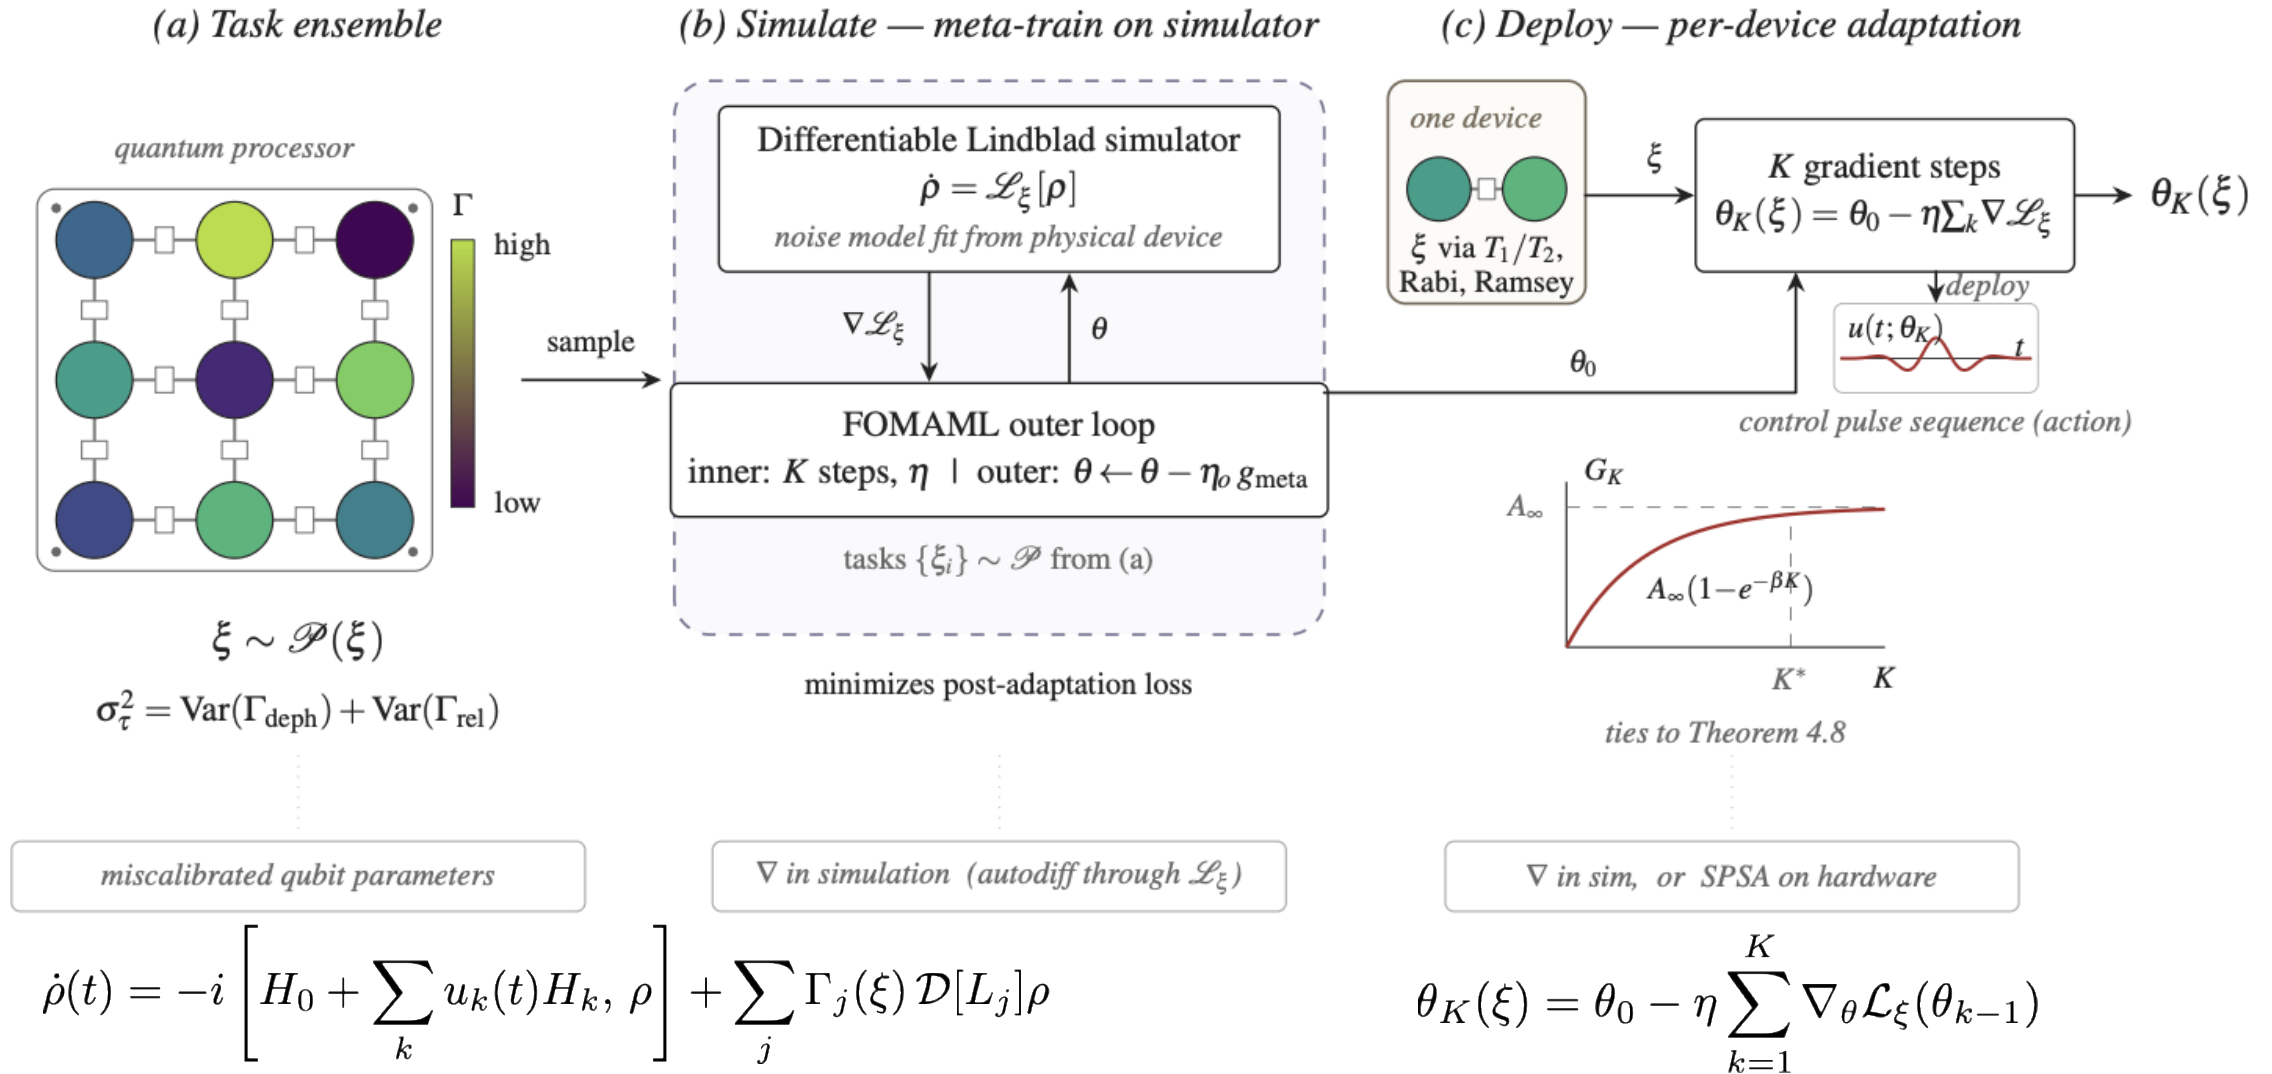 (a) Task ensemble
quantum processor
Γ
high
low
ξ ∼ 𝒫(ξ)
σ_τ² = Var(Γ_deph) + Var(Γ_rel)
miscalibrated qubit parameters
sample
(b) Simulate — meta-train on simulator
Differentiable Lindblad simulator
ρ̇ = ℒ_ξ[ρ]
noise model fit from physical device
∇ℒ_ξ
θ
FOMAML outer loop
inner: K steps, η | outer: θ ← θ − η_o g_meta
tasks {ξ_i} ∼ 𝒫 from (a)
minimizes post-adaptation loss
∇ in simulation (autodiff through ℒ_ξ)
(c) Deploy — per-device adaptation
one device
ξ via T₁/T₂,
Rabi, Ramsey
ξ
K gradient steps
θ_K(ξ) = θ₀ − η∑_k ∇ℒ_ξ
θ_K(ξ)
θ₀
deploy
u(t; θ_K)
t
control pulse sequence (action)
G_K
A_∞
A_∞(1−e^{−βK})
K*
K
ties to Theorem 4.8
∇ in sim, or SPSA on hardware
ρ̇(t) = −i [H₀ + ∑_k u_k(t)H_k, ρ] + ∑_j Γ_j(ξ) 𝒟[L_j]ρ
θ_K(ξ) = θ₀ − η ∑_{k=1}^{K} ∇_θ ℒ_ξ(θ_{k−1})